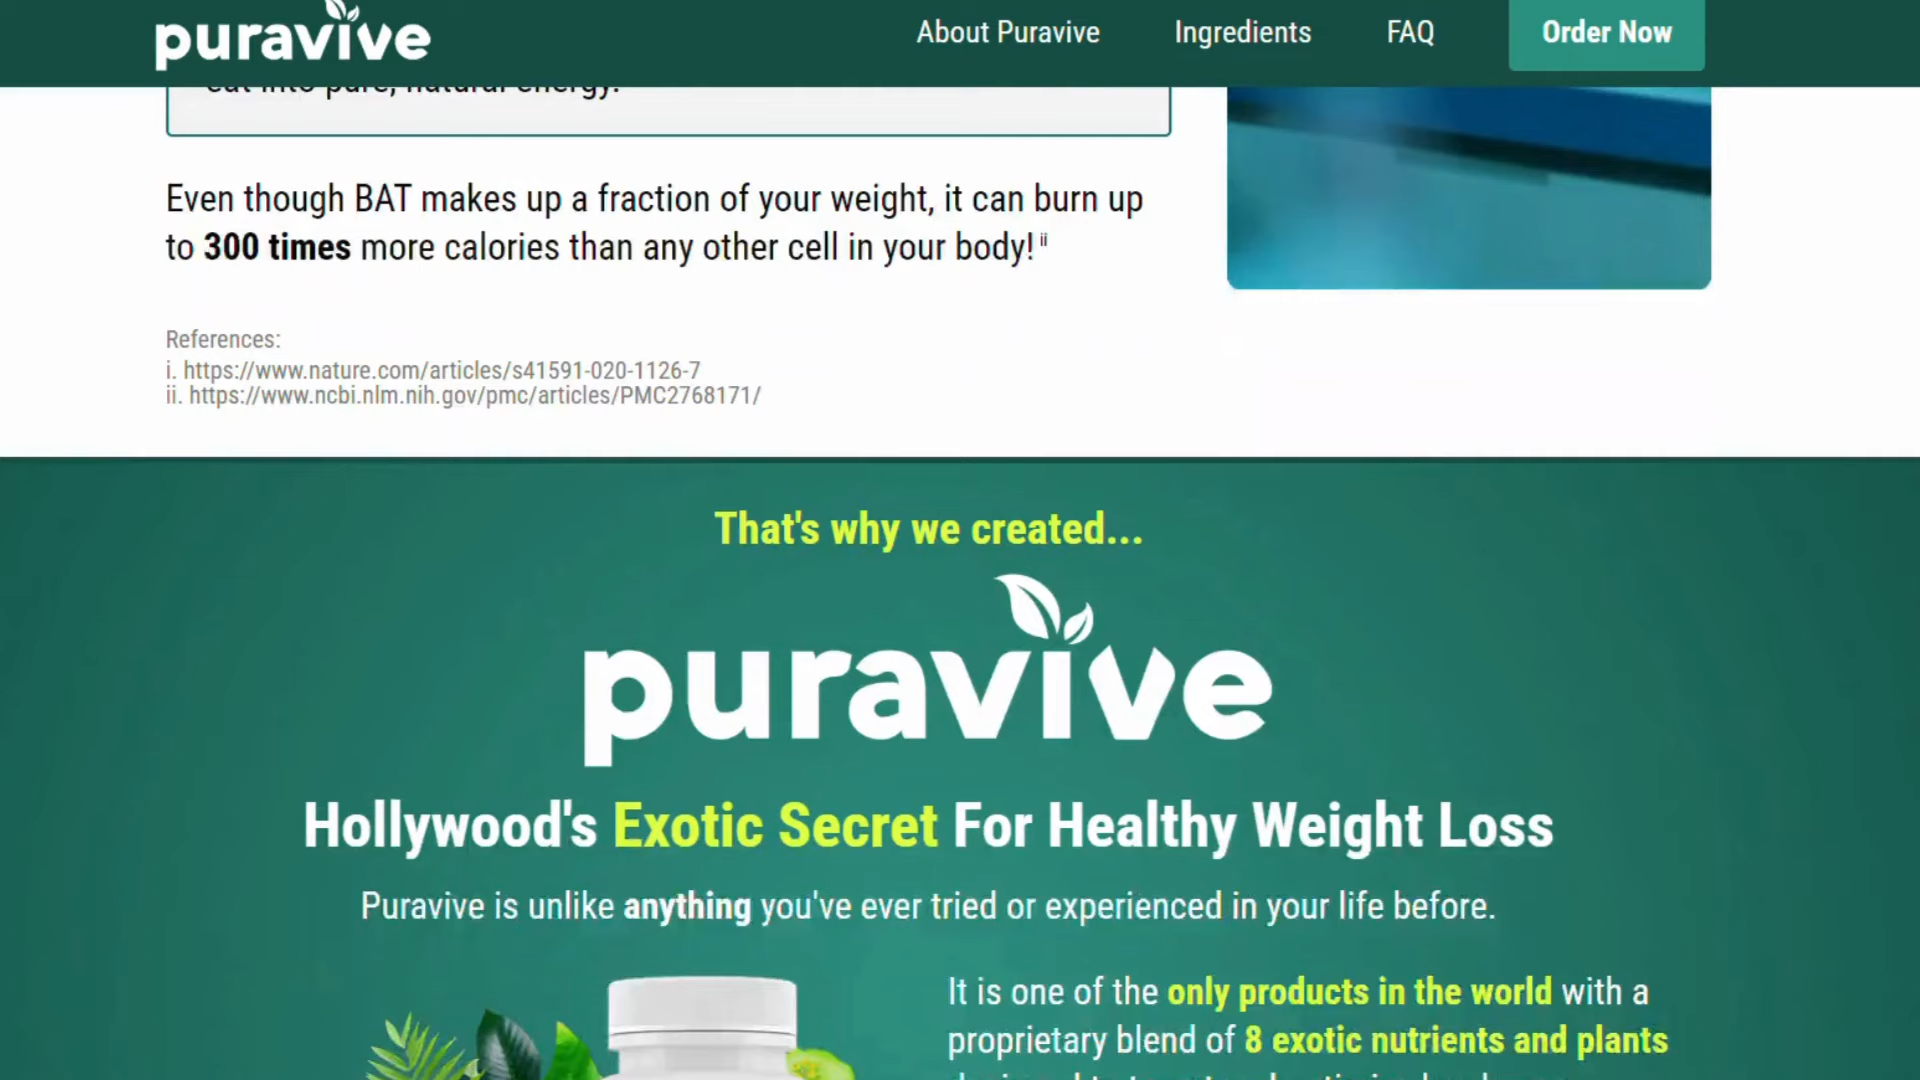 puravive
About Puravive
Ingredients
FAQ
Order Now
eat into pure, natural energy.
Even though BAT makes up a fraction of your weight, it can burn up
to 300 times more calories than any other cell in your body! ii
References:
i. https://www.nature.com/articles/s41591-020-1126-7
ii. https://www.ncbi.nlm.nih.gov/pmc/articles/PMC2768171/
That's why we created...
puravive
Hollywood's Exotic Secret For Healthy Weight Loss
Puravive is unlike anything you've ever tried or experienced in your life before.
It is one of the only products in the world with a
proprietary blend of 8 exotic nutrients and plants